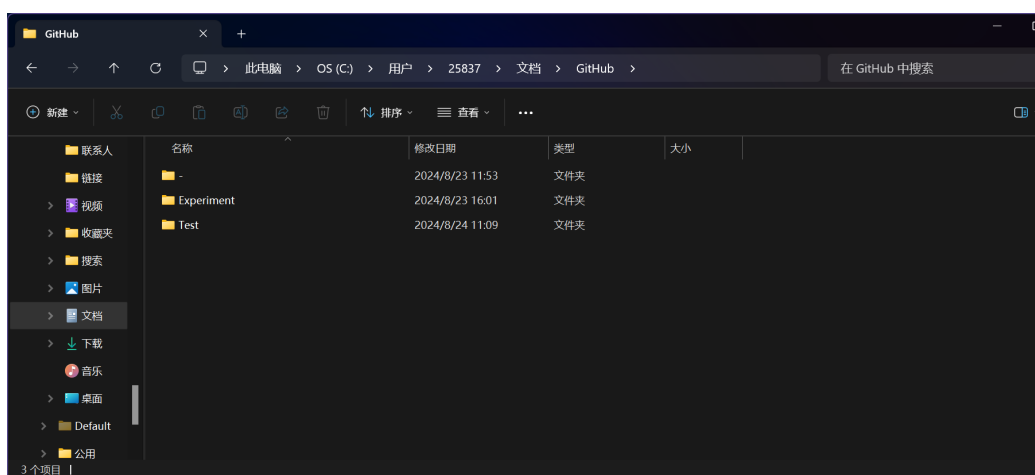 GitHub
此电脑 > OS (C:) > 用户 > 25837 > 文档 > GitHub >
在 GitHub 中搜索
新建
排序
查看
名称 修改日期 类型 大小
- 2024/8/23 11:53 文件夹
Experiment 2024/8/23 16:01 文件夹
Test 2024/8/24 11:09 文件夹
联系人
链接
视频
收藏夹
搜索
图片
文档
下载
音乐
桌面
Default
公用
3 个项目